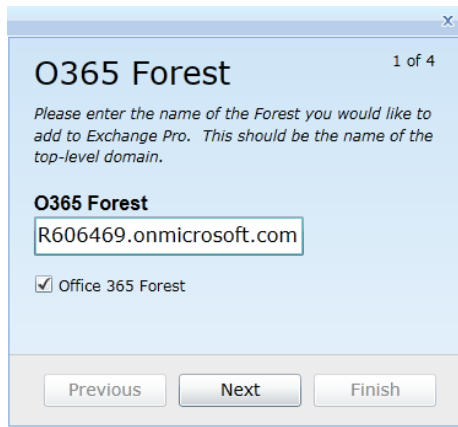 x
O365 Forest
1 of 4
Please enter the name of the Forest you would like to
add to Exchange Pro. This should be the name of the
top-level domain.
O365 Forest
R606469.onmicrosoft.com
Office 365 Forest
Previous
Next
Finish